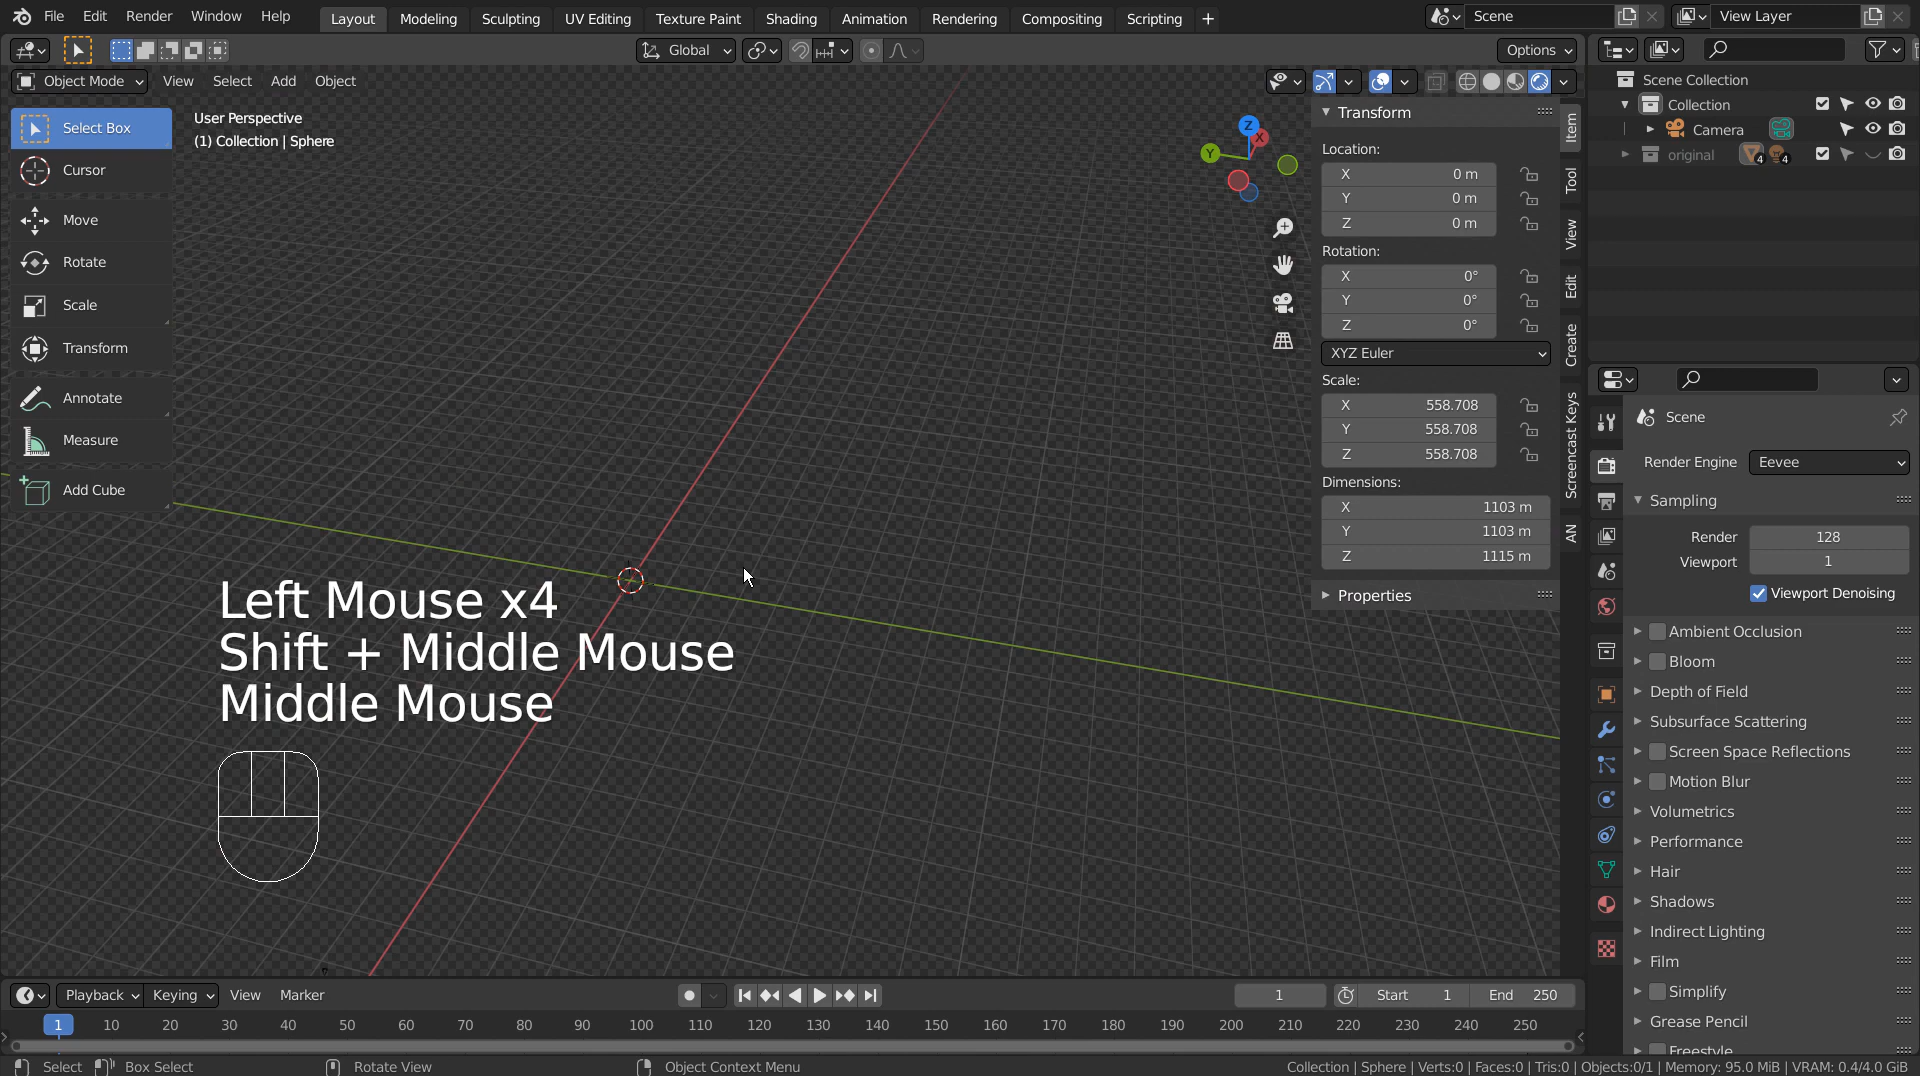 File Edit Render Window Help Layout Modeling Sculpting UV Editing Texture Paint Shading Animation Rendering Compositing Scripting + Scene View Layer
Global Options
Object Mode View Select Add Object
Select Box
Cursor
Move
Rotate
Scale
Transform
Annotate
Measure
Add Cube
User Perspective
(1) Collection | Sphere
Left Mouse x4
Shift + Middle Mouse
Middle Mouse
Z
X
Y
Transform
Location:
X 0 m
Y 0 m
Z 0 m
Rotation:
X 0°
Y 0°
Z 0°
XYZ Euler
Scale:
X 558.708
Y 558.708
Z 558.708
Dimensions:
X 1103 m
Y 1103 m
Z 1115 m
Properties
Item
Tool
View
Edit
Create
Screencast Keys
AN
Scene Collection
Collection
Camera
original 4 4
Scene
Render Engine Eevee
Sampling
Render 128
Viewport 1
Viewport Denoising
Ambient Occlusion
Bloom
Depth of Field
Subsurface Scattering
Screen Space Reflections
Motion Blur
Volumetrics
Performance
Hair
Shadows
Indirect Lighting
Film
Simplify
Grease Pencil
Freestyle
Playback Keying View Marker 1 Start 1 End 250
1 10 20 30 40 50 60 70 80 90 100 110 120 130 140 150 160 170 180 190 200 210 220 230 240 250
Select Box Select Rotate View Object Context Menu Collection | Sphere | Verts:0 | Faces:0 | Tris:0 | Objects:0/1 | Memory: 95.0 MiB | VRAM: 0.4/4.0 GiB